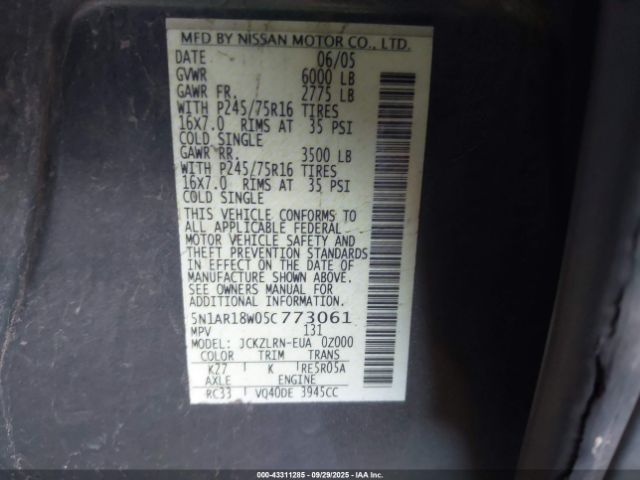 MFD BY NISSAN MOTOR CO., LTD.
DATE 06/05
GVWR 6000 LB
GAWR FR. 2775 LB
WITH P245/75R16 TIRES
16X7.0 RIMS AT 35 PSI
COLD SINGLE
GAWR RR. 3500 LB
WITH P245/75R16 TIRES
16X7.0 RIMS AT 35 PSI
COLD SINGLE
THIS VEHICLE CONFORMS TO
ALL APPLICABLE FEDERAL
MOTOR VEHICLE SAFETY AND
THEFT PREVENTION STANDARDS
IN EFFECT ON THE DATE OF
MANUFACTURE SHOWN ABOVE.
SEE OWNERS MANUAL FOR
ADDITIONAL INFORMATION.
5N1AR18W05C773061
MPV 131
MODEL: JCKZLRN-EUA 0Z000
COLOR TRIM TRANS
KZ7 K RE5R05A
AXLE ENGINE
RC33 VQ40DE 3945CC
000-43311285 - 09/29/2025 - IAA Inc.